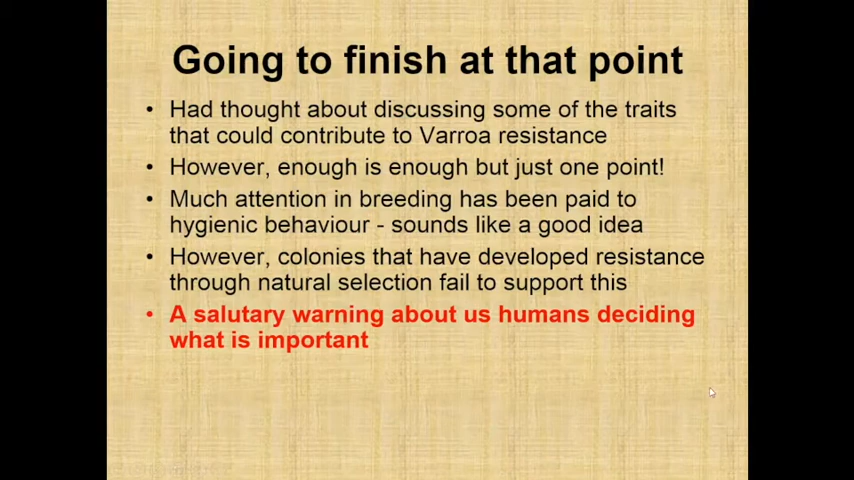 Going to finish at that point
• Had thought about discussing some of the traits
that could contribute to Varroa resistance
• However, enough is enough but just one point!
• Much attention in breeding has been paid to
hygienic behaviour - sounds like a good idea
• However, colonies that have developed resistance
through natural selection fail to support this
• A salutary warning about us humans deciding
what is important